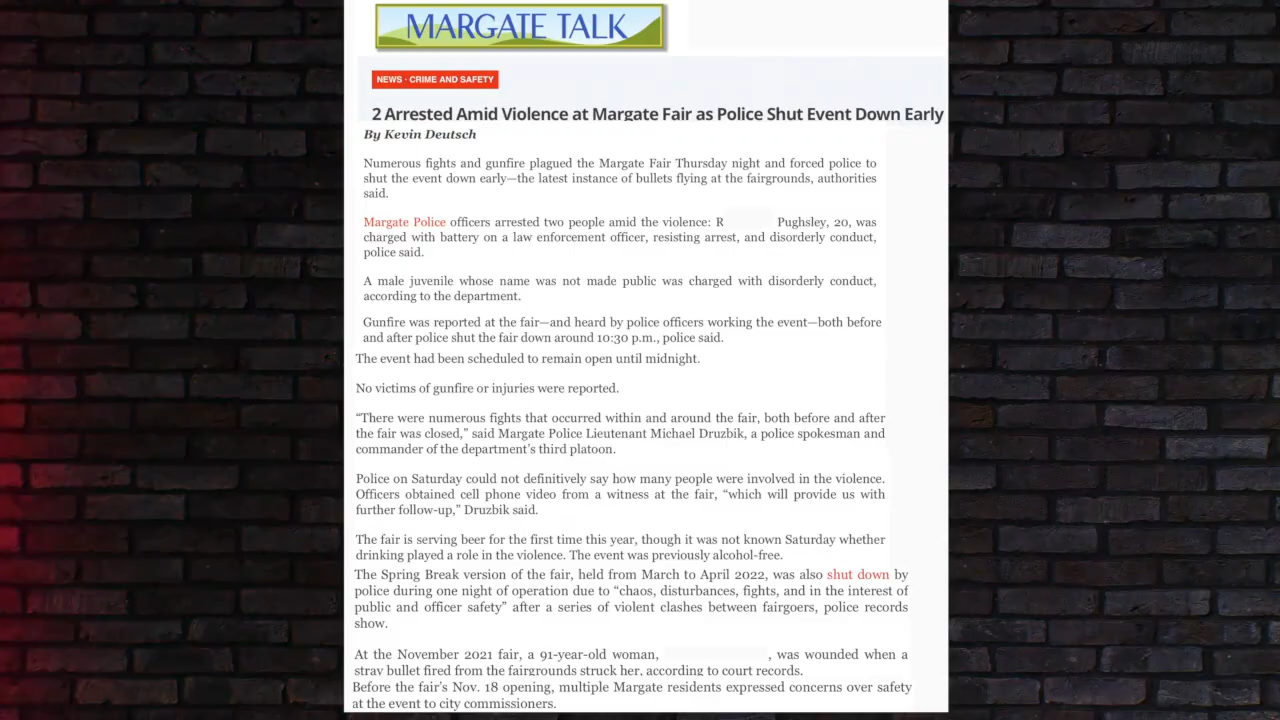 MARGATE TALK
NEWS · CRIME AND SAFETY
2 Arrested Amid Violence at Margate Fair as Police Shut Event Down Early
By Kevin Deutsch
Numerous fights and gunfire plagued the Margate Fair Thursday night and forced police to
shut the event down early—the latest instance of bullets flying at the fairgrounds, authorities
said.
Margate Police officers arrested two people amid the violence: R Pughsley, 20, was
charged with battery on a law enforcement officer, resisting arrest, and disorderly conduct,
police said.
A male juvenile whose name was not made public was charged with disorderly conduct,
according to the department.
Gunfire was reported at the fair—and heard by police officers working the event—both before
and after police shut the fair down around 10:30 p.m., police said.
The event had been scheduled to remain open until midnight.
No victims of gunfire or injuries were reported.
“There were numerous fights that occurred within and around the fair, both before and after
the fair was closed,” said Margate Police Lieutenant Michael Druzbik, a police spokesman and
commander of the department’s third platoon.
Police on Saturday could not definitively say how many people were involved in the violence.
Officers obtained cell phone video from a witness at the fair, “which will provide us with
further follow-up,” Druzbik said.
The fair is serving beer for the first time this year, though it was not known Saturday whether
drinking played a role in the violence. The event was previously alcohol-free.
The Spring Break version of the fair, held from March to April 2022, was also shut down by
police during one night of operation due to “chaos, disturbances, fights, and in the interest of
public and officer safety” after a series of violent clashes between fairgoers, police records
show.
At the November 2021 fair, a 91-year-old woman, , was wounded when a
stray bullet fired from the fairgrounds struck her, according to court records.
Before the fair’s Nov. 18 opening, multiple Margate residents expressed concerns over safety
at the event to city commissioners.